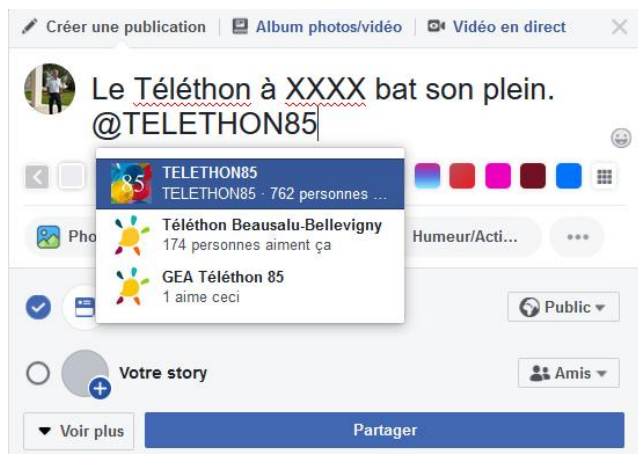 Créer une publication Album photos/vidéo Vidéo en direct
Le Téléthon à XXXX bat son plein.
@TELETHON85
85
TELETHON85
TELETHON85 · 762 personnes ...
Téléthon Beausalu-Bellevigny
174 personnes aiment ça
GEA Téléthon 85
1 aime ceci
Pho Humeur/Acti...
Public
Votre story Amis
Voir plus Partager